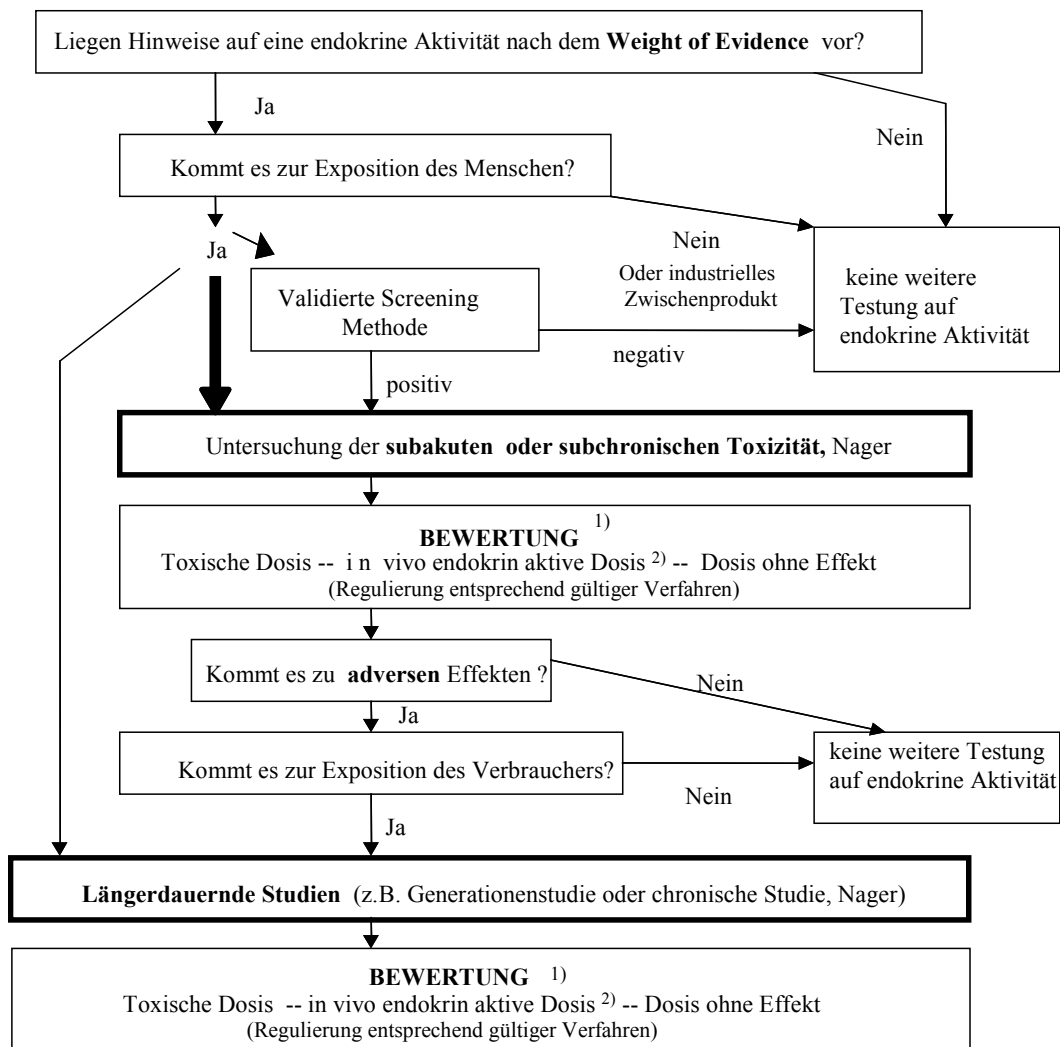 Liegen Hinweise auf eine endokrine Aktivität nach dem Weight of Evidence vor?
Ja
Nein
Kommt es zur Exposition des Menschen?
Ja
Nein
Oder industrielles
Zwischenprodukt
keine weitere
Testung auf
endokrine Aktivität
Validierte Screening
Methode
negativ
positiv
Untersuchung der subakuten oder subchronischen Toxizität, Nager
BEWERTUNG 1)
Toxische Dosis -- i n vivo endokrin aktive Dosis 2) -- Dosis ohne Effekt
(Regulierung entsprechend gültiger Verfahren)
Kommt es zu adversen Effekten ?
Nein
Ja
Kommt es zur Exposition des Verbrauchers?
keine weitere Testung
auf endokrine Aktivität
Nein
Ja
Längerdauernde Studien (z.B. Generationenstudie oder chronische Studie, Nager)
BEWERTUNG 1)
Toxische Dosis -- in vivo endokrin aktive Dosis 2) -- Dosis ohne Effekt
(Regulierung entsprechend gültiger Verfahren)